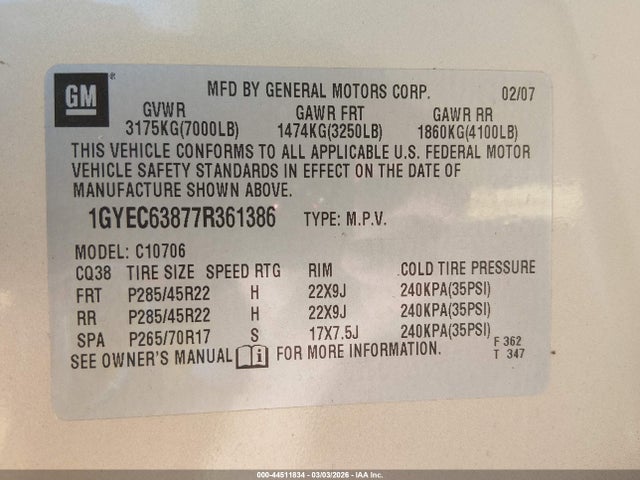 GM ®
MFD BY GENERAL MOTORS CORP. 02/07
GVWR GAWR FRT GAWR RR
3175KG(7000LB) 1474KG(3250LB) 1860KG(4100LB)
THIS VEHICLE CONFORMS TO ALL APPLICABLE U.S. FEDERAL MOTOR
VEHICLE SAFETY STANDARDS IN EFFECT ON THE DATE OF
MANUFACTURE SHOWN ABOVE.
1GYEC63877R361386 TYPE: M.P.V.
MODEL: C10706
CQ38 TIRE SIZE SPEED RTG RIM COLD TIRE PRESSURE
FRT P285/45R22 H 22X9J 240KPA(35PSI)
RR P285/45R22 H 22X9J 240KPA(35PSI)
SPA P265/70R17 S 17X7.5J 240KPA(35PSI)
F 362
SEE OWNER'S MANUAL i FOR MORE INFORMATION. T 347
000-44511834 - 03/03/2026 - IAA Inc.